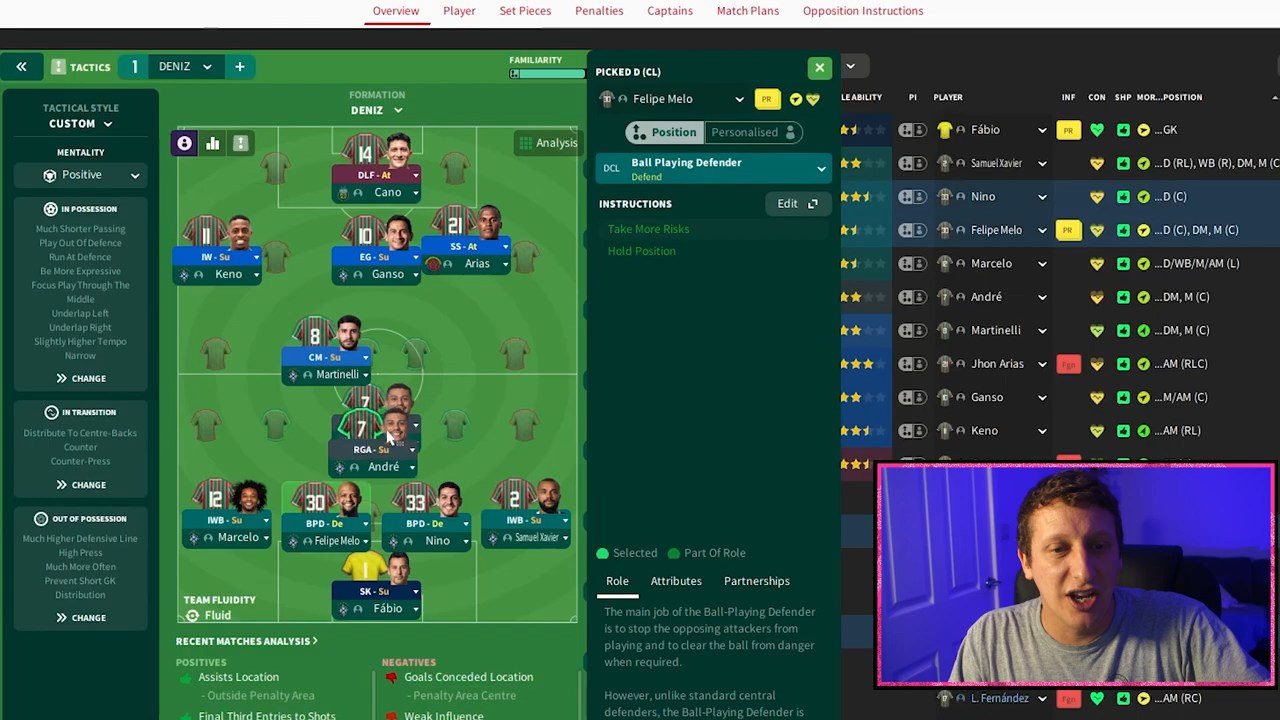 Overview
Player
Set Pieces
Penalties
Captains
Match Plans
Opposition Instructions
TACTICS
1
DENIZ
FAMILIARITY
TACTICAL STYLE
CUSTOM
MENTALITY
Positive
IN POSSESSION
Much Shorter Passing
Play Out Of Defence
Run At Defence
Be More Expressive
Focus Play Through The
Middle
Underlap Left
Underlap Right
Slightly Higher Tempo
Narrow
CHANGE
IN TRANSITION
Distribute To Centre-Backs
Counter
Counter-Press
CHANGE
OUT OF POSSESSION
Much Higher Defensive Line
High Press
Much More Often
Prevent Short GK
Distribution
CHANGE
FORMATION
DENIZ
Analysis
14
DLF - At
Cano
11
IW - Su
Keno
10
EG - Su
Ganso
21
SS - At
Arias
8
CM - Su
Martinelli
7
7
RGA - Su
André
12
IWB - Su
Marcelo
30
BPD - De
Felipe Melo
33
BPD - De
Nino
2
IWB - Su
Samuel Xavier
1
SK - Su
Fábio
TEAM FLUIDITY
Fluid
RECENT MATCHES ANALYSIS
POSITIVES
Assists Location
- Outside Penalty Area
Final Third Entries to Shots
NEGATIVES
Goals Conceded Location
- Penalty Area Centre
Weak Influence
PICKED D (CL)
Felipe Melo
PR
Position
Personalised
DCL
Ball Playing Defender
Defend
INSTRUCTIONS
Edit
Take More Risks
Hold Position
Selected
Part Of Role
Role
Attributes
Partnerships
The main job of the Ball-Playing Defender
is to stop the opposing attackers from
playing and to clear the ball from danger
when required.
However, unlike standard central
defenders, the Ball-Playing Defender is
LE ABILITY
PI
PLAYER
INF
CON
SHP
MOR...
POSITION
Fábio
PR
...GK
Samuel Xavier
...D (RL), WB (R), DM, M (C)
Nino
...D (C)
Felipe Melo
PR
...D (C), DM, M (C)
Marcelo
...D/WB/M/AM (L)
André
...DM, M (C)
Martinelli
...DM, M (C)
Jhon Arias
Fgn
...AM (RLC)
Ganso
...M/AM (C)
Keno
...AM (RL)
L. Fernández
Fgn
...AM (RC)